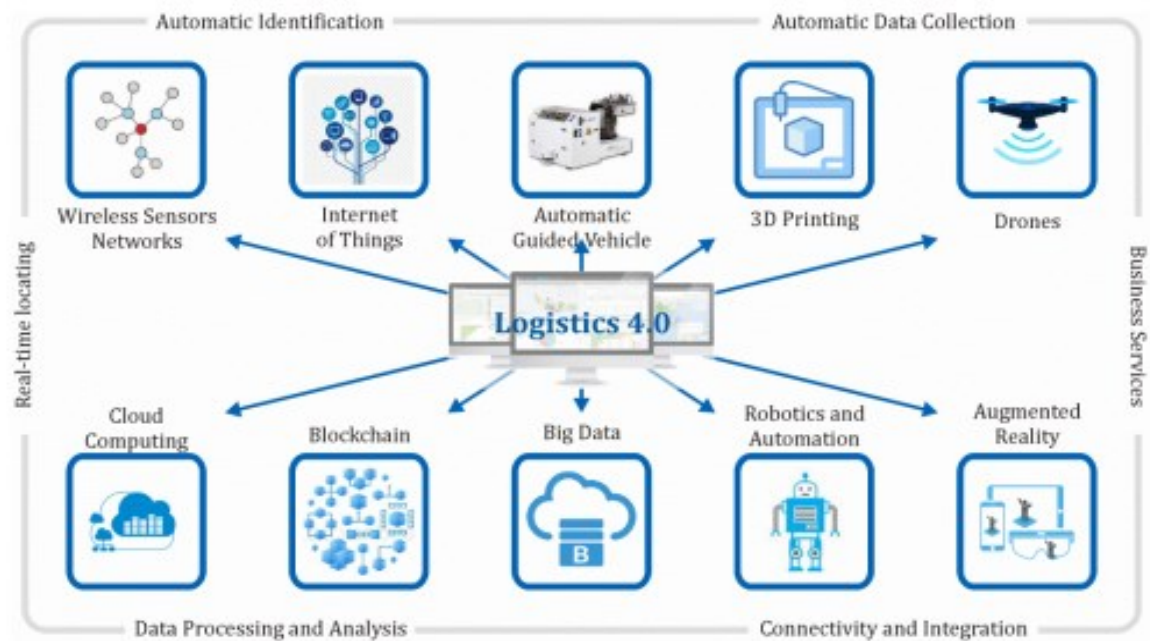 Automatic Identification
Automatic Data Collection
Wireless Sensors
Networks
Internet
of Things
Automatic
Guided Vehicle
3D Printing
Drones
Real-time locating
Business Services
Logistics 4.0
Cloud
Computing
Blockchain
Big Data
Robotics and
Automation
Augmented
Reality
B
Data Processing and Analysis
Connectivity and Integration